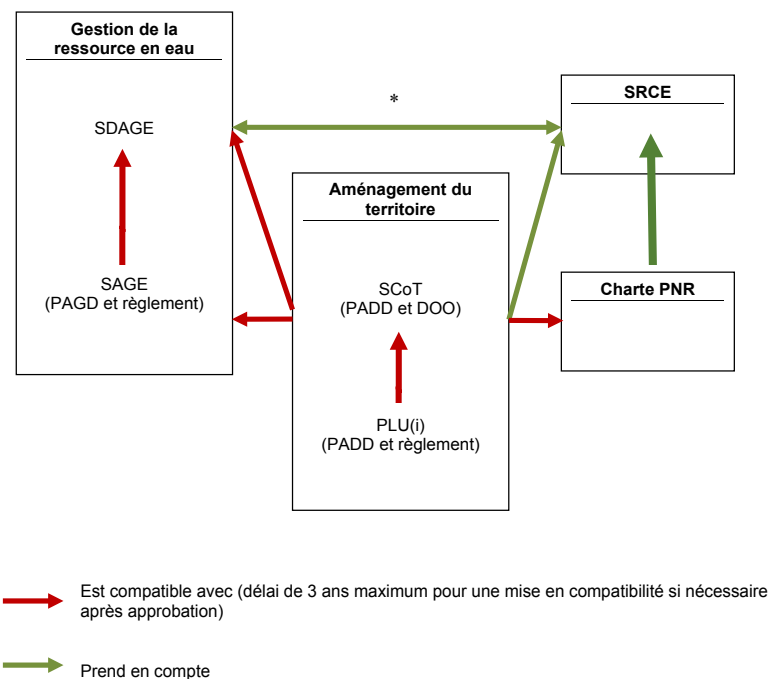 Gestion de la
ressource en eau
SDAGE
SAGE
(PAGD et règlement)
*
Aménagement du
territoire
SCoT
(PADD et DOO)
PLU(i)
(PADD et règlement)
SRCE
Charte PNR
Est compatible avec (délai de 3 ans maximum pour une mise en compatibilité si nécessaire
après approbation)
Prend en compte